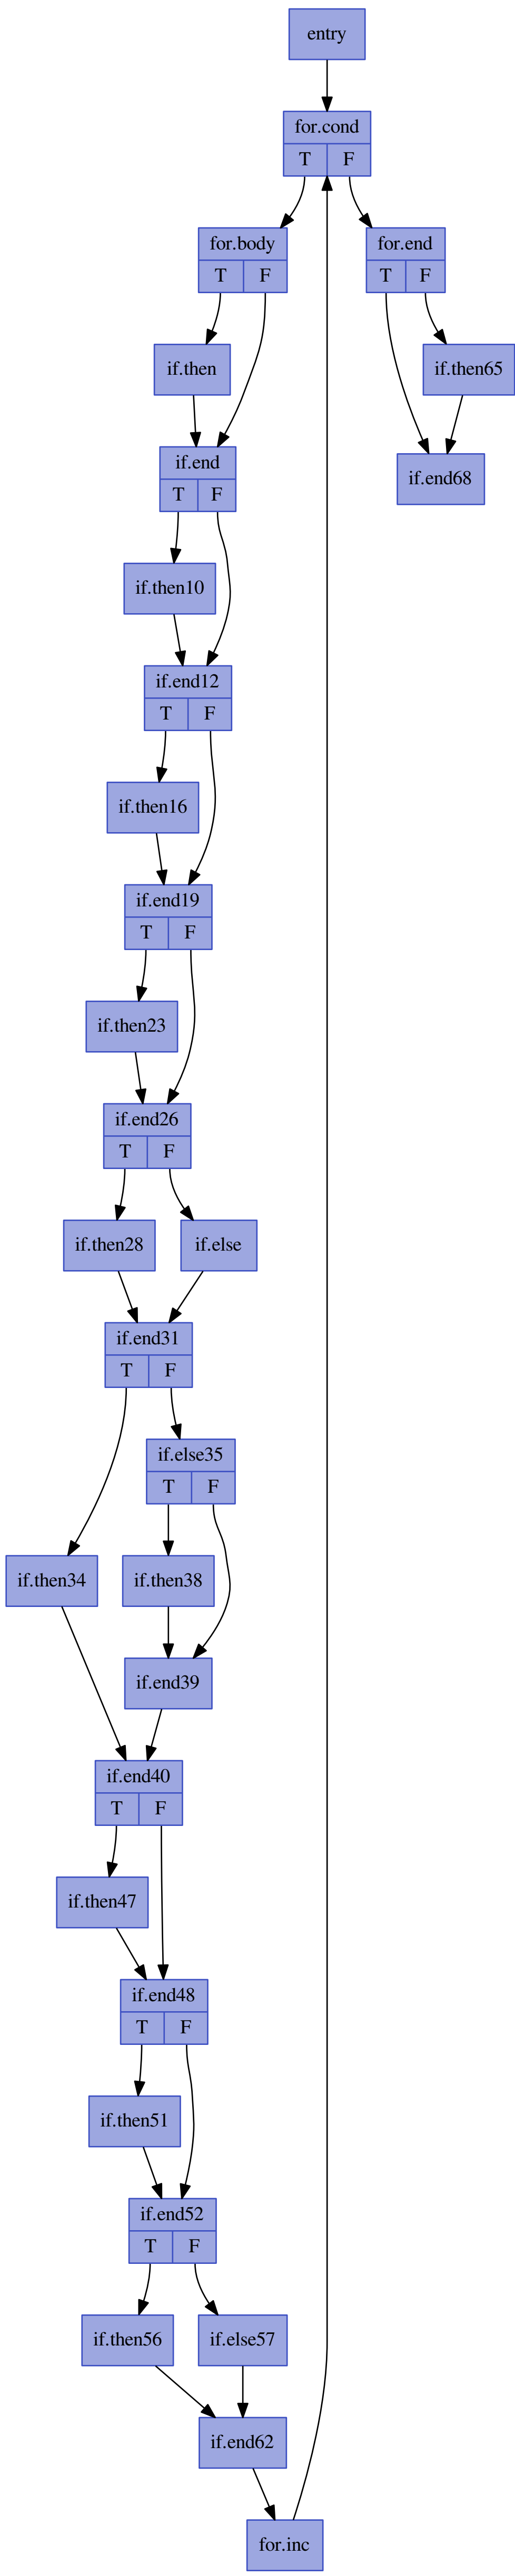 entry
for.cond
T F
for.body
T F
for.end
T F
if.then
if.then65
if.end
T F
if.end68
if.then10
if.end12
T F
if.then16
if.end19
T F
if.then23
if.end26
T F
if.then28
if.else
if.end31
T F
if.else35
T F
if.then34
if.then38
if.end39
if.end40
T F
if.then47
if.end48
T F
if.then51
if.end52
T F
if.then56
if.else57
if.end62
for.inc